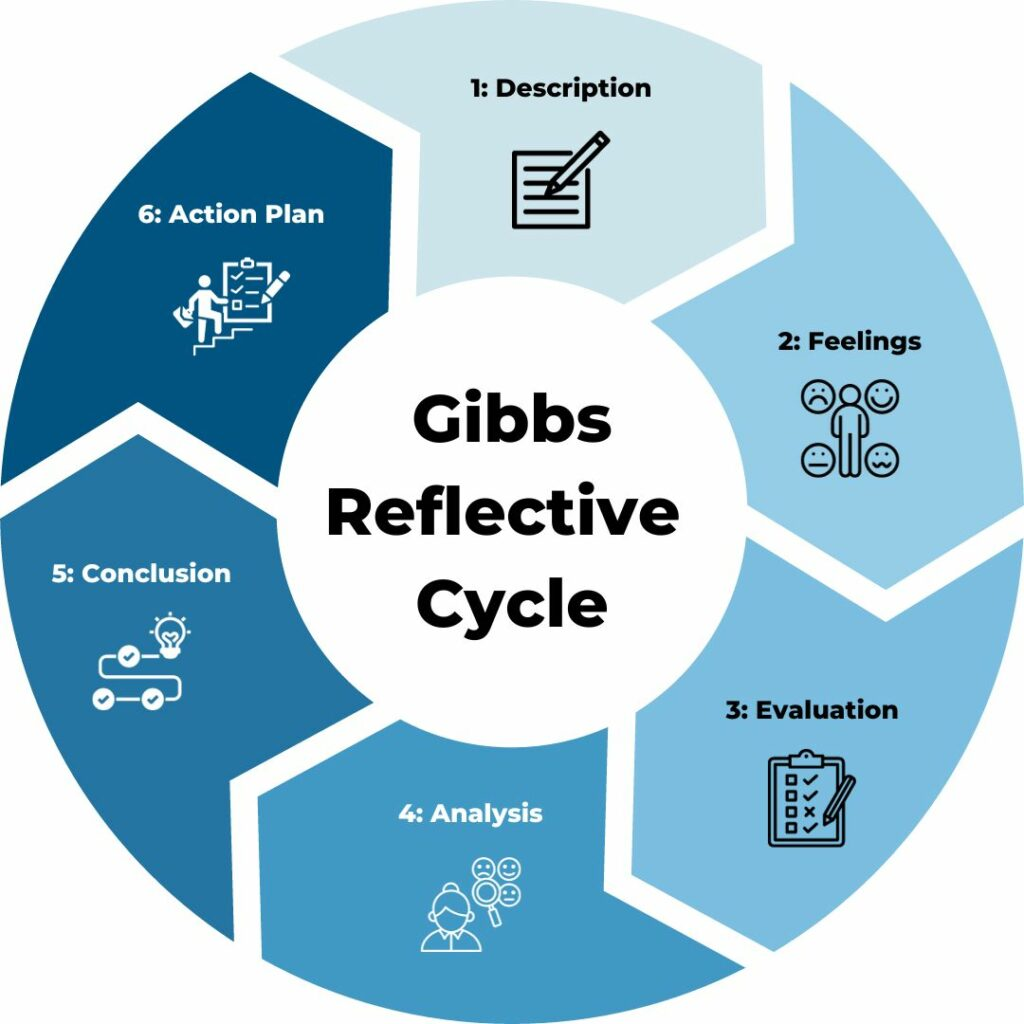 1: Description
2: Feelings
3: Evaluation
4: Analysis
5: Conclusion
6: Action Plan
Gibbs
Reflective
Cycle